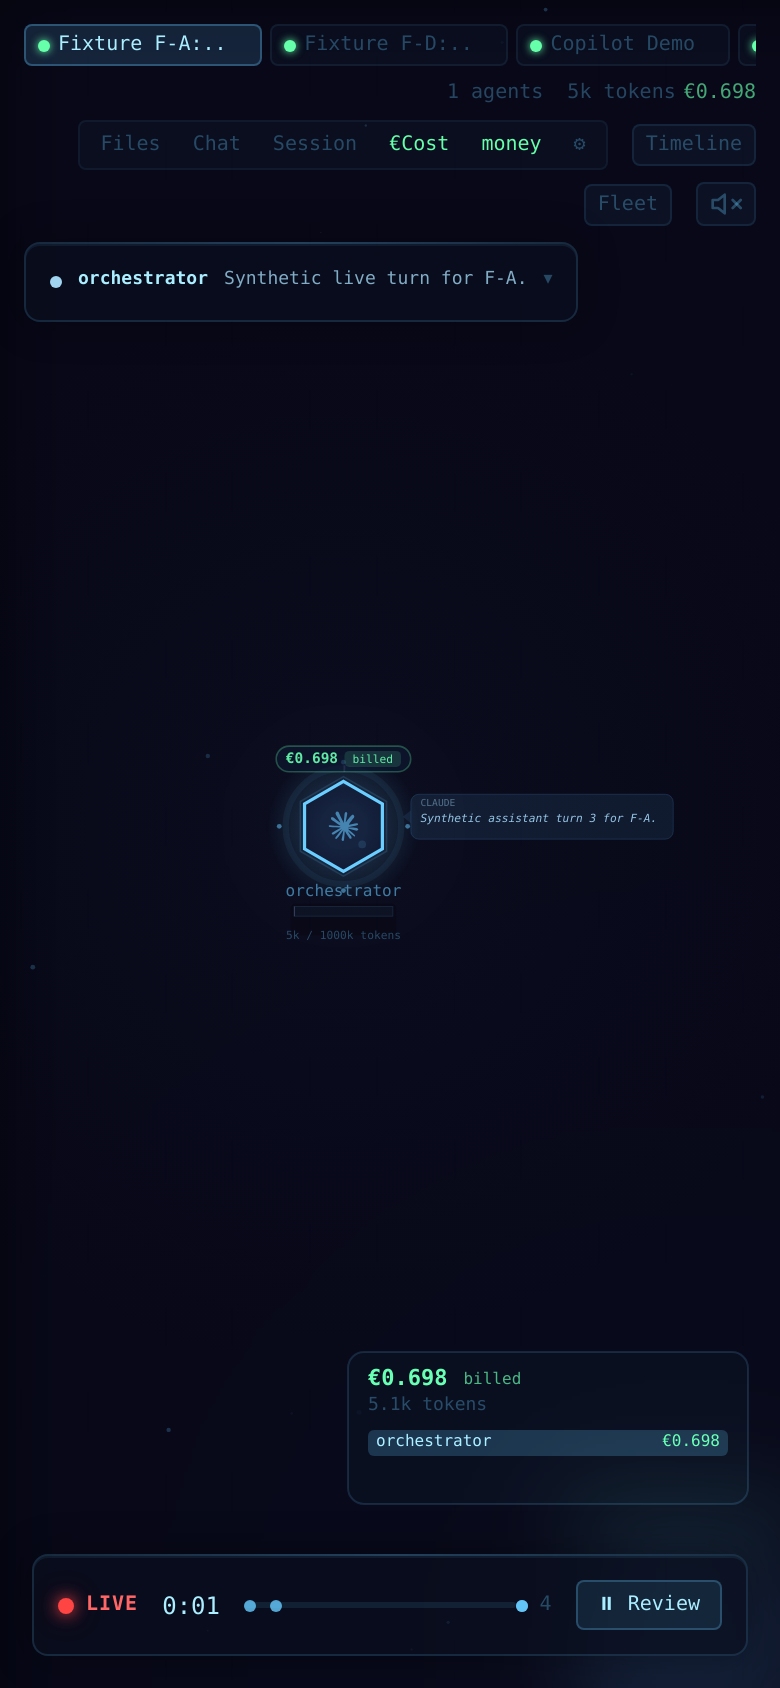 Fixture F-A:..
Fixture F-D:..
Copilot Demo
1 agents 5k tokens €0.698
Files Chat Session €Cost money ⚙ Timeline
Fleet
orchestrator Synthetic live turn for F-A. ▼
€0.698 billed
CLAUDE
Synthetic assistant turn 3 for F-A.
orchestrator
5k / 1000k tokens
€0.698 billed
5.1k tokens
orchestrator €0.698
LIVE 0:01 4 ⏸ Review